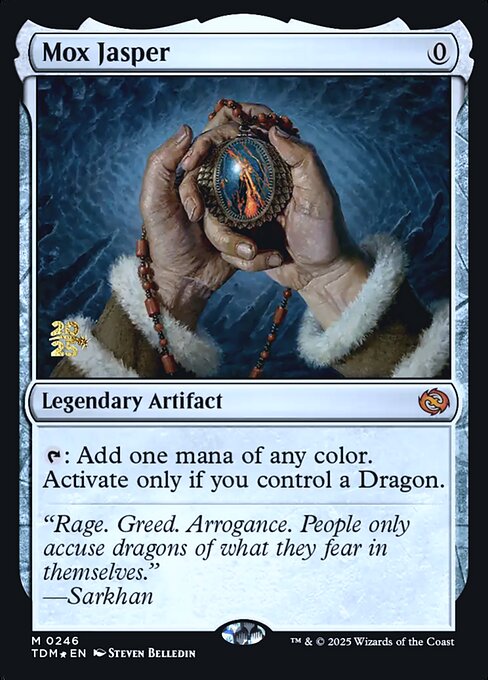 Mox Jasper
0
2025
Legendary Artifact
: Add one mana of any color.
Activate only if you control a Dragon.
“Rage. Greed. Arrogance. People only
accuse dragons of what they fear in
themselves.”
—Sarkhan
M 0246
TDM★EN Steven Belledin
™ & © 2025 Wizards of the Coast